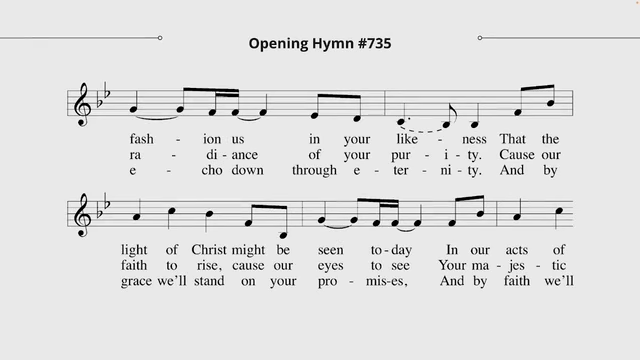 Opening Hymn #735
fash - ion us in your like - ness That the
ra - di - ance of your pur - i - ty. Cause our
e - cho down through e - ter - ni - ty. And by
light of Christ might be seen to - day In our acts of
faith to rise, cause our eyes to see Your ma - jes - tic
grace we'll stand on your pro - mis - es, And by faith we'll